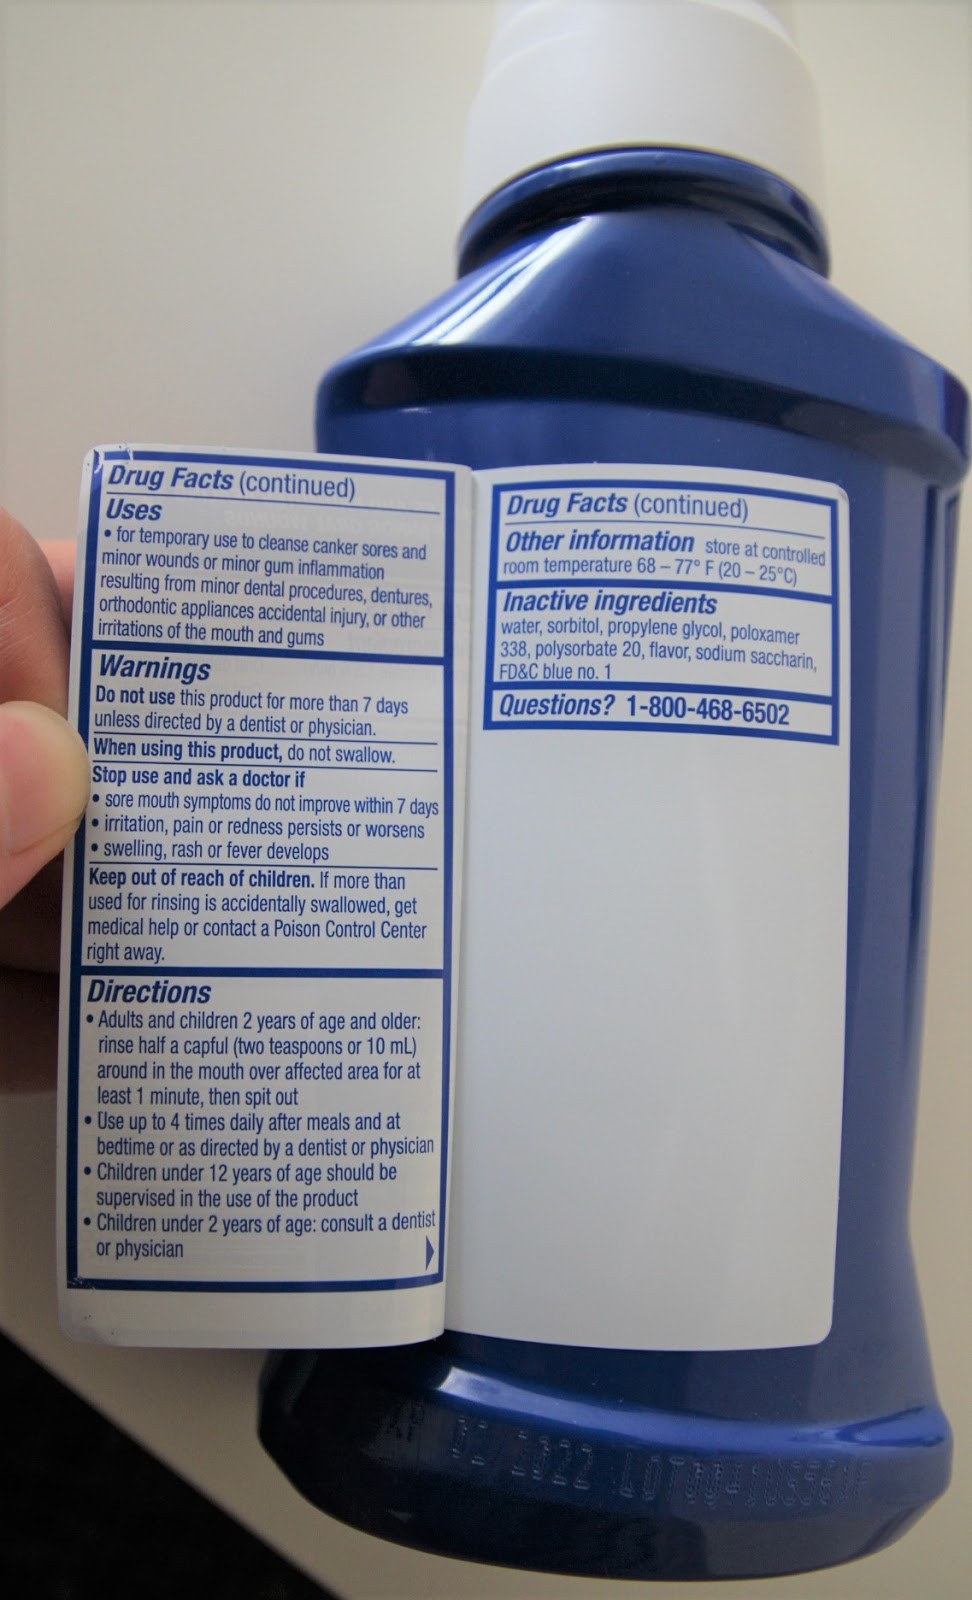 Drug Facts (continued)
Uses
• for temporary use to cleanse canker sores and
minor wounds or minor gum inflammation
resulting from minor dental procedures, dentures,
orthodontic appliances accidental injury, or other
irritations of the mouth and gums
Warnings
Do not use this product for more than 7 days
unless directed by a dentist or physician.
When using this product, do not swallow.
Stop use and ask a doctor if
• sore mouth symptoms do not improve within 7 days
• irritation, pain or redness persists or worsens
• swelling, rash or fever develops
Keep out of reach of children. If more than
used for rinsing is accidentally swallowed, get
medical help or contact a Poison Control Center
right away.
Directions
• Adults and children 2 years of age and older:
rinse half a capful (two teaspoons or 10 mL)
around in the mouth over affected area for at
least 1 minute, then spit out
• Use up to 4 times daily after meals and at
bedtime or as directed by a dentist or physician
• Children under 12 years of age should be
supervised in the use of the product
• Children under 2 years of age: consult a dentist
or physician
Drug Facts (continued)
Other information store at controlled
room temperature 68 – 77° F (20 – 25°C)
Inactive ingredients
water, sorbitol, propylene glycol, poloxamer
338, polysorbate 20, flavor, sodium saccharin,
FD&C blue no. 1
Questions? 1-800-468-6502